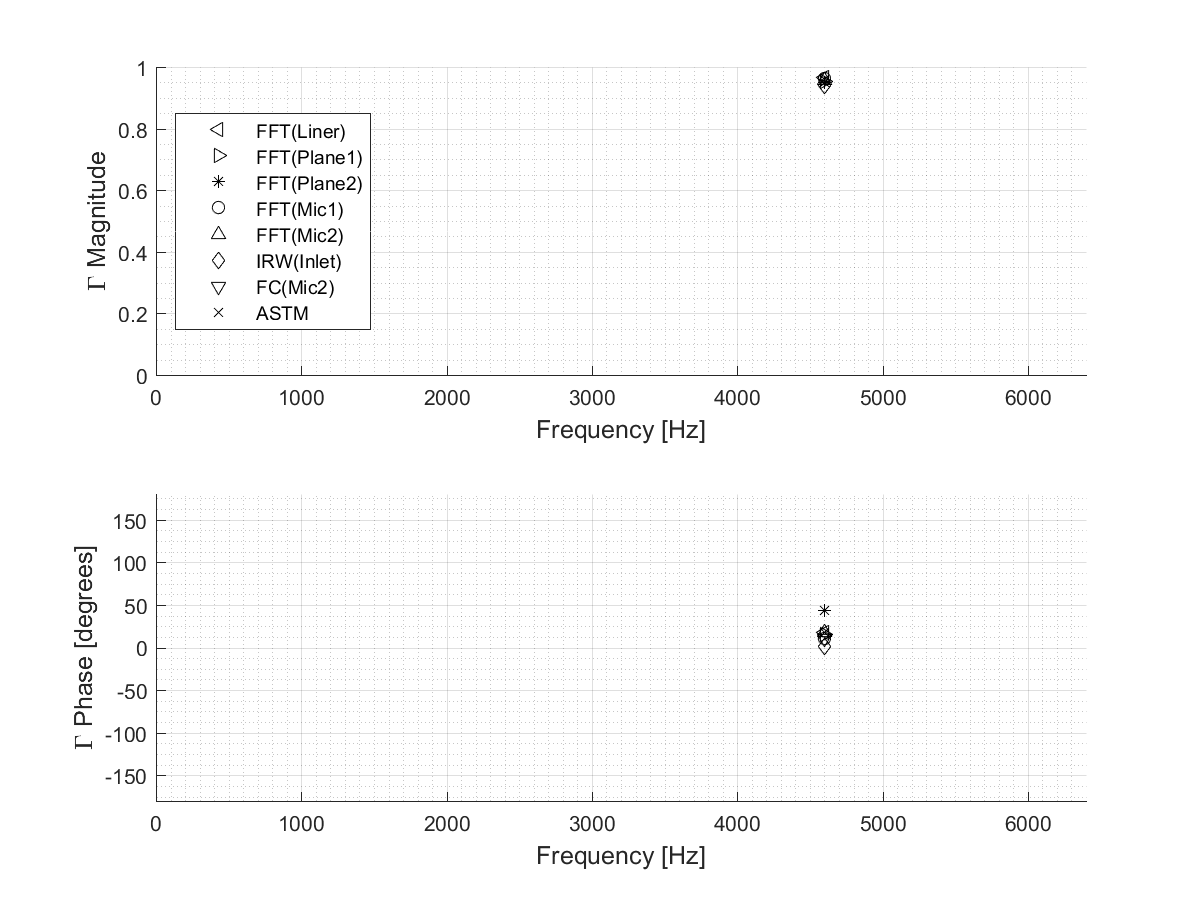 Γ Magnitude
1
0.8
0.6
0.4
0.2
0
FFT(Liner)
FFT(Plane1)
FFT(Plane2)
FFT(Mic1)
FFT(Mic2)
IRW(Inlet)
FC(Mic2)
ASTM
0 1000 2000 3000 4000 5000 6000
Frequency [Hz]
Γ Phase [degrees]
150
100
50
0
-50
-100
-150
0 1000 2000 3000 4000 5000 6000
Frequency [Hz]